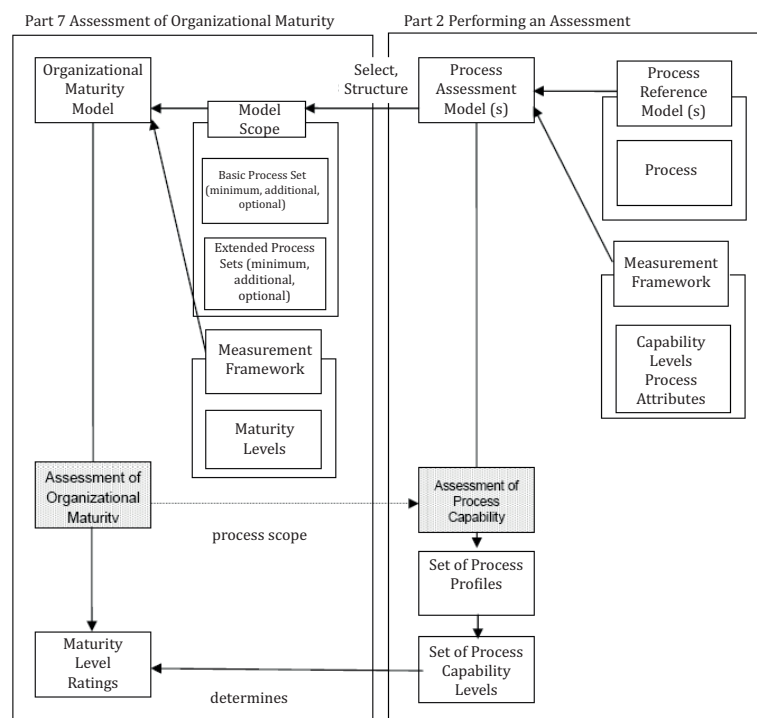 Part 7 Assessment of Organizational Maturity
Part 2 Performing an Assessment
Organizational
Maturity
Model
Model
Scope
Basic Process Set
(minimum, additional,
optional)
Extended Process
Sets (minimum,
additional,
optional)
Measurement
Framework
Maturity
Levels
Assessment of
Organizational
Maturity
process scope
Maturity
Level
Ratings
determines
Select,
Structure
Process
Assessment
Model (s)
Process
Reference
Model (s)
Process
Measurement
Framework
Capability
Levels
Process
Attributes
Assessment of
Process
Capability
Set of Process
Profiles
Set of Process
Capability
Levels